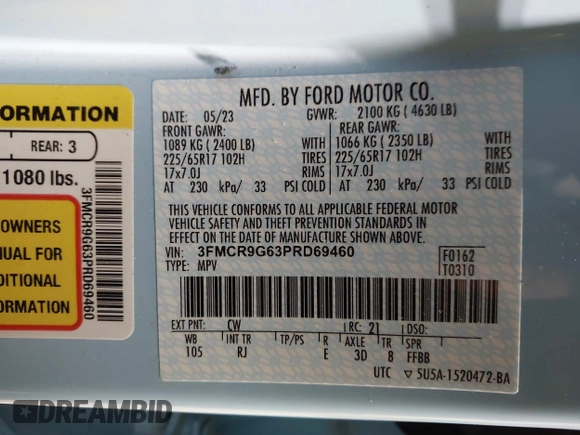 ORMATION
REAR: 3
1080 lbs.
OWNERS
NUAL FOR
DITIONAL
ORMATION
3FMCR9G63PRD69460
MFD. BY FORD MOTOR CO.
DATE: 05/23 GVWR: 2100 KG ( 4630 LB)
FRONT GAWR: REAR GAWR:
1089 KG ( 2400 LB) WITH 1066 KG ( 2350 LB) WITH
225/65R17 102H TIRES 225/65R17 102H TIRES
17x7.0J RIMS 17x7.0J RIMS
AT 230 kPa/ 33 PSI COLD AT 230 kPa/ 33 PSI COLD
THIS VEHICLE CONFORMS TO ALL APPLICABLE FEDERAL MOTOR
VEHICLE SAFETY AND THEFT PREVENTION STANDARDS IN
EFFECT ON THE DATE OF MANUFACTURE SHOWN ABOVE.
VIN: 3FMCR9G63PRD69460 F0162
TYPE: MPV T0310
EXT PNT: CW RC: 21 DSO:
WB INT TR TP/PS R AXLE TR SPR
105 RJ E 3D 8 FFBB
UTC ▽ 5U5A-1520472-BA
DREAMBID